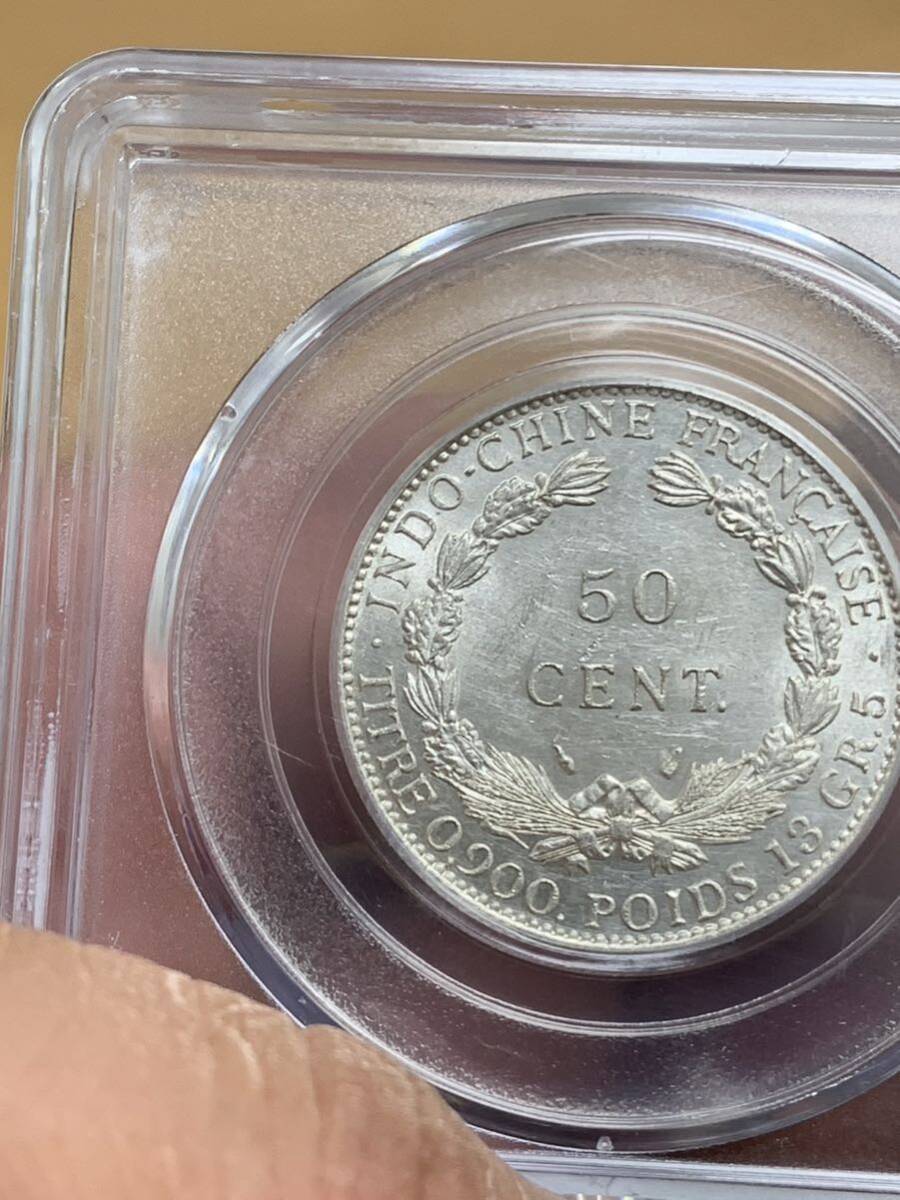 · INDO-CHINE FRANÇAISE ·
50
CENT.
TITRE 0,900. POIDS 13 GR. 5